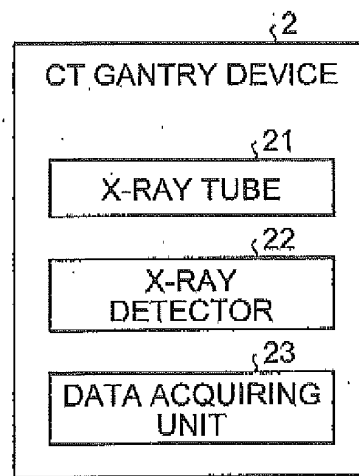 2
CT GANTRY DEVICE
21
X-RAY TUBE
22
X-RAY
DETECTOR
23
DATA ACQUIRING
UNIT